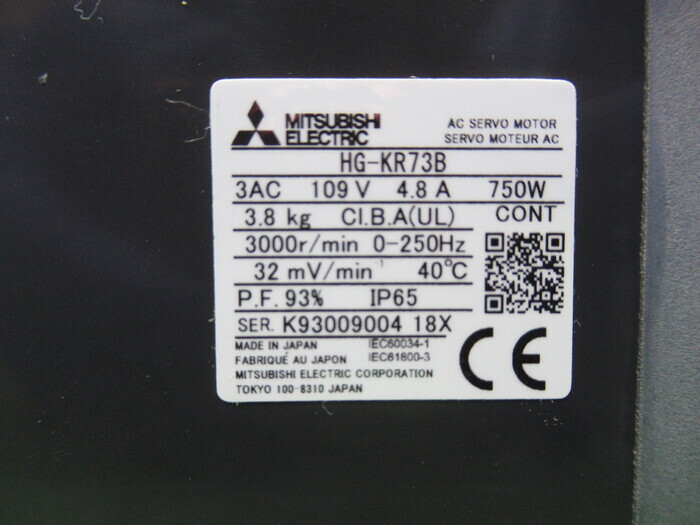 MITSUBISHI ELECTRIC
AC SERVO MOTOR
SERVO MOTEUR AC
HG-KR73B
3AC 109 V 4.8 A 750W
3.8 kg CI.B.A(UL) CONT
3000r/min 0-250Hz
32 mV/min⁻¹ 40℃
P.F. 93% IP65
SER. K93009004 18X
MADE IN JAPAN IEC60034-1
FABRIQUÉ AU JAPON IEC61800-3
MITSUBISHI ELECTRIC CORPORATION
TOKYO 100-8310 JAPAN
CE